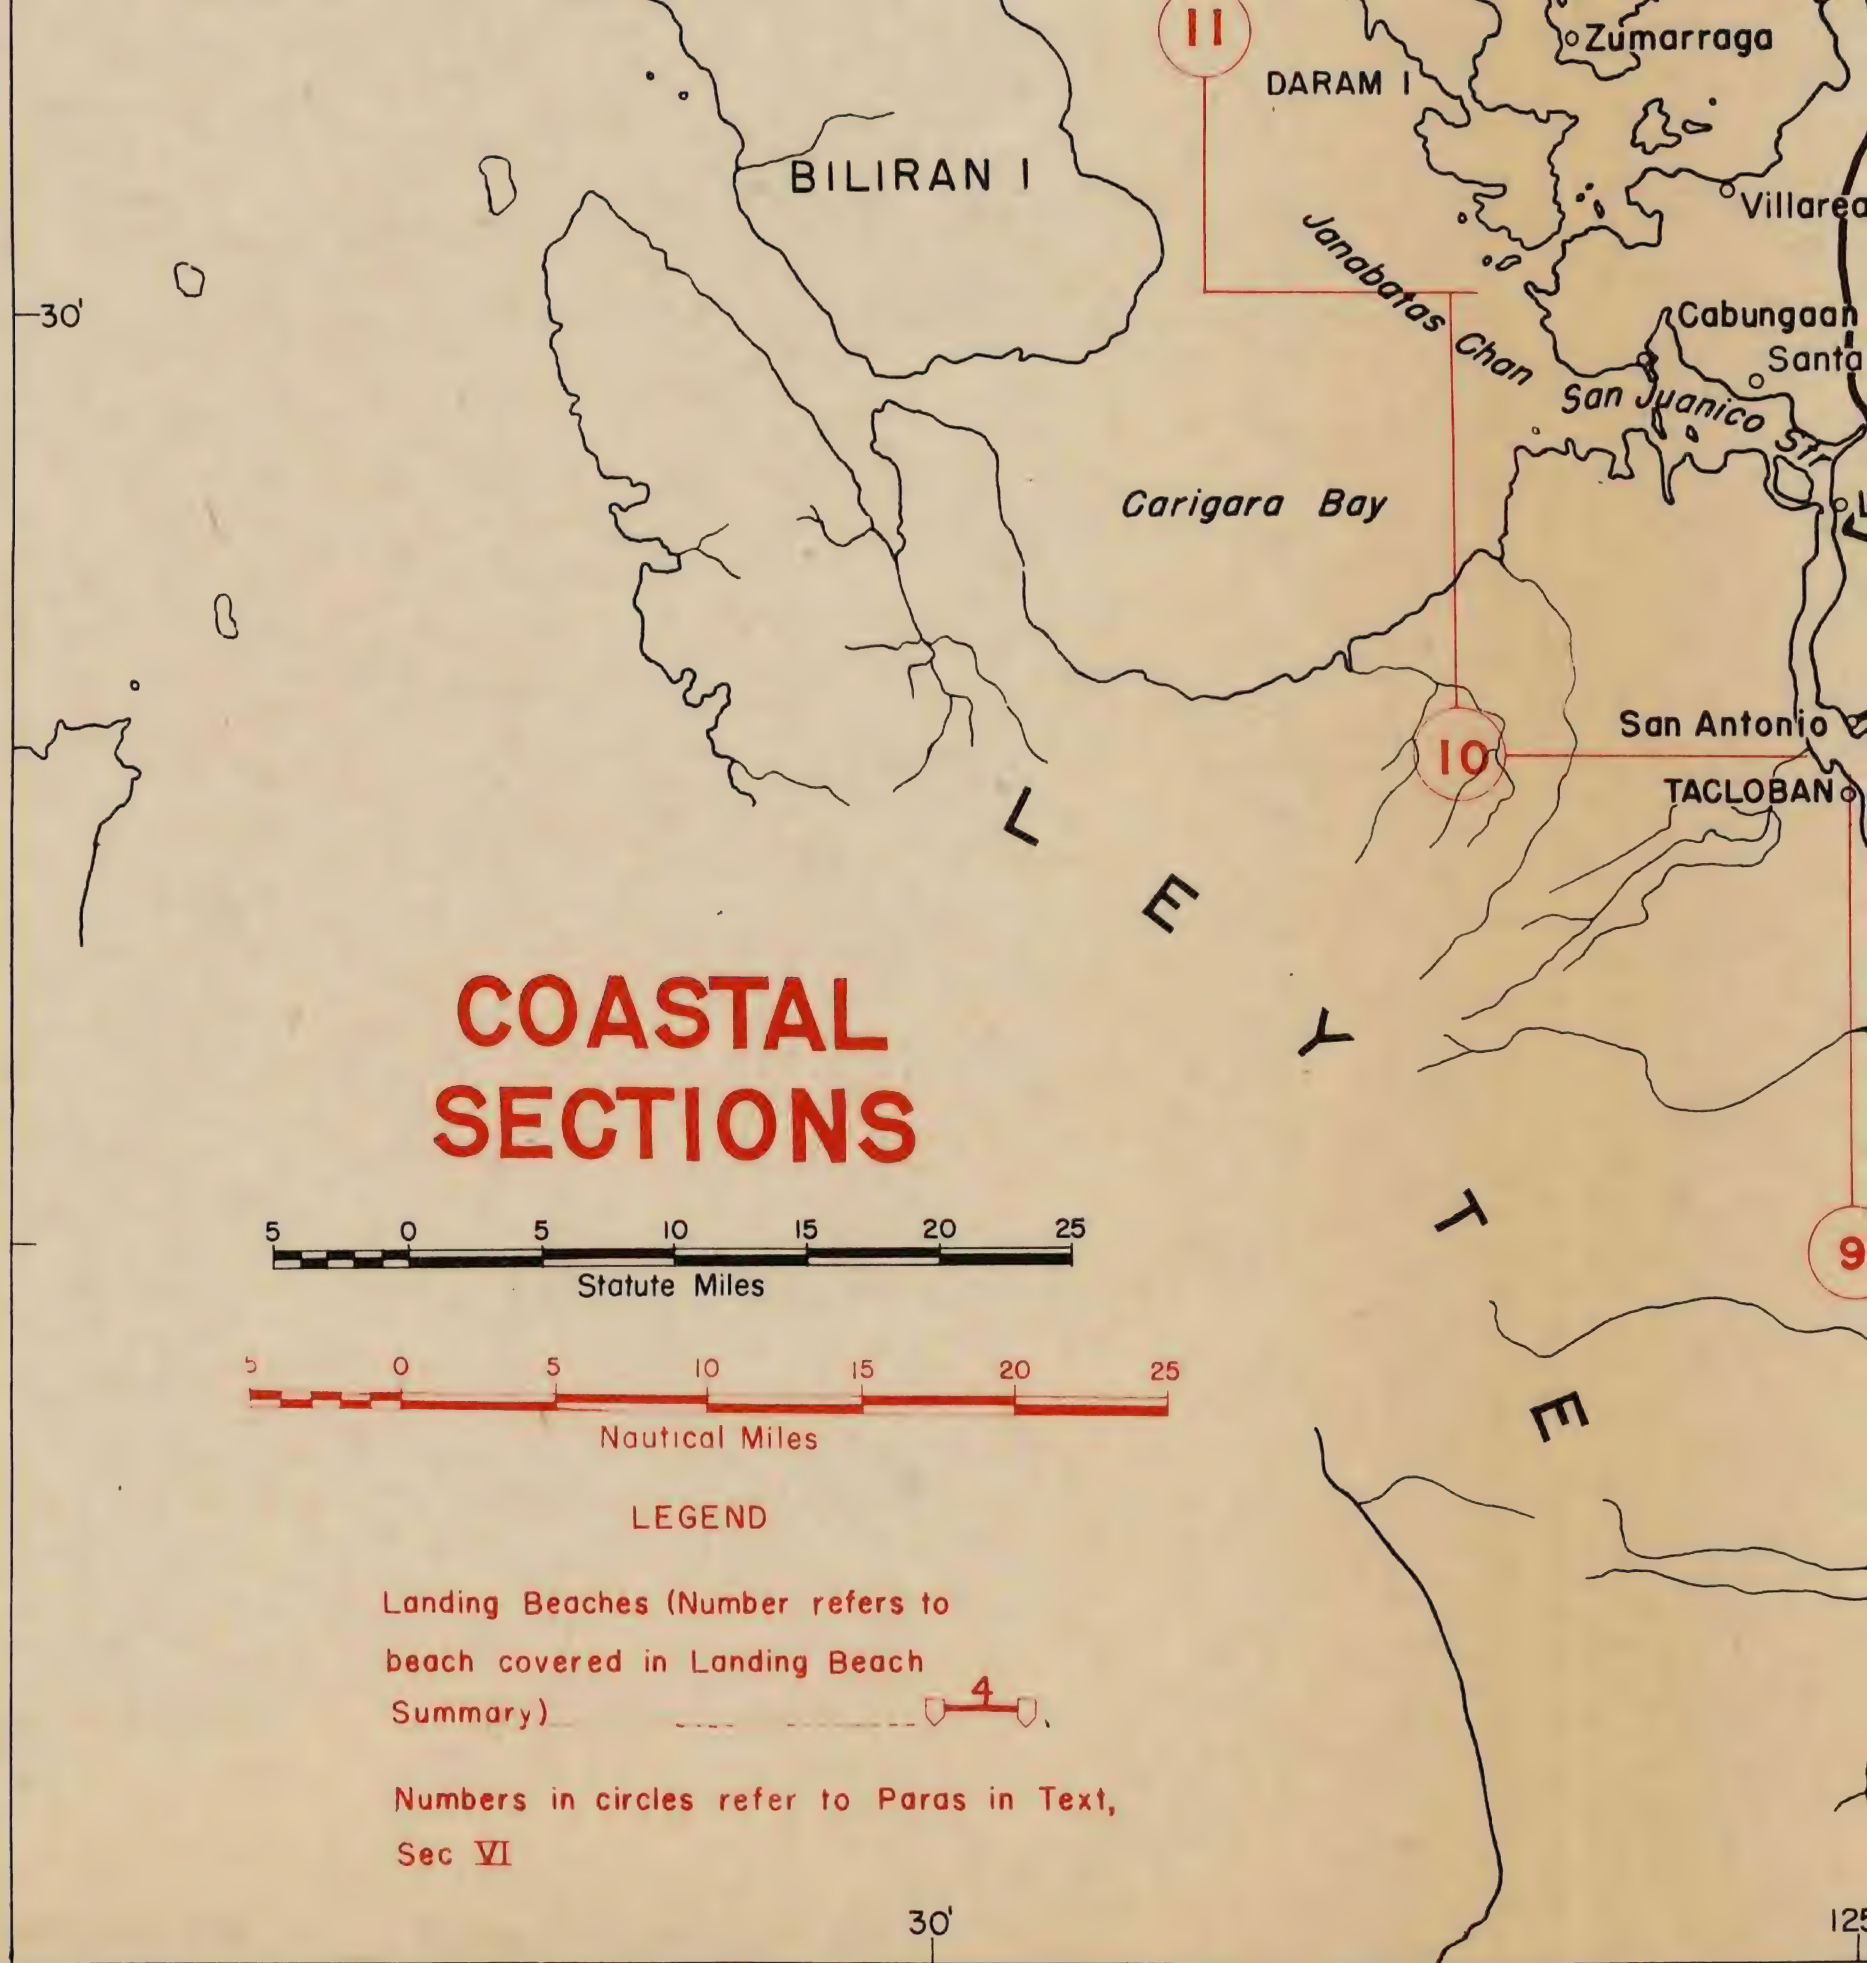 11
Zumarraga
DARAM I
BILIRAN I
Janabatas Chan
30'
Cabungaan
Santa
San Juanico Str
Carigara Bay
San Antonio
10
TACLOBAN
LEYTE
COASTAL
SECTIONS
5 0 5 10 15 20 25
Statute Miles
9
5 0 5 10 15 20 25
Nautical Miles
LEGEND
Landing Beaches (Number refers to
beach covered in Landing Beach
Summary) 4
Numbers in circles refer to Paras in Text,
Sec VI
30'